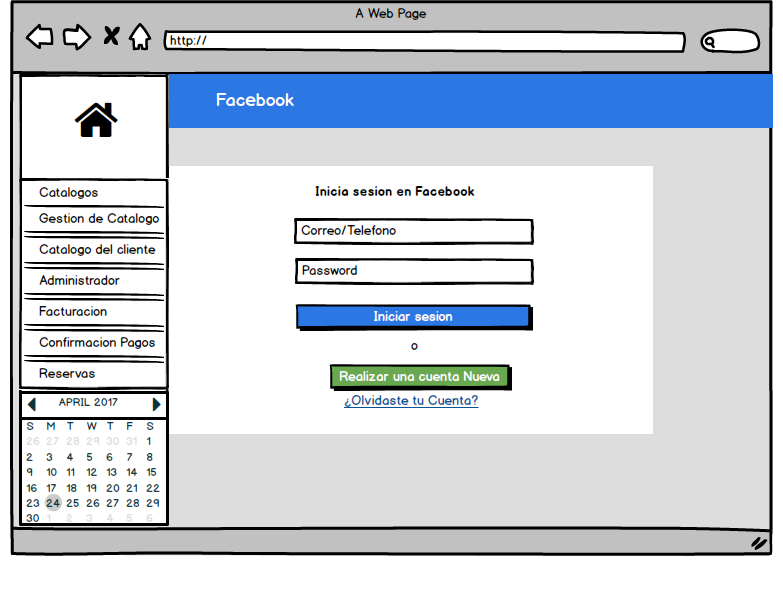 A Web Page
http://
Facebook
Catalogos
Gestion de Catalogo
Catalogo del cliente
Administrador
Facturacion
Confirmacion Pagos
Reservas
APRIL 2017
S M T W T F S
26 27 28 29 30 31 1
2 3 4 5 6 7 8
9 10 11 12 13 14 15
16 17 18 19 20 21 22
23 24 25 26 27 28 29
30 1 2 3 4 5 6
Inicia sesion en Facebook
Correo/Telefono
Password
Iniciar sesion
o
Realizar una cuenta Nueva
¿Olvidaste tu Cuenta?